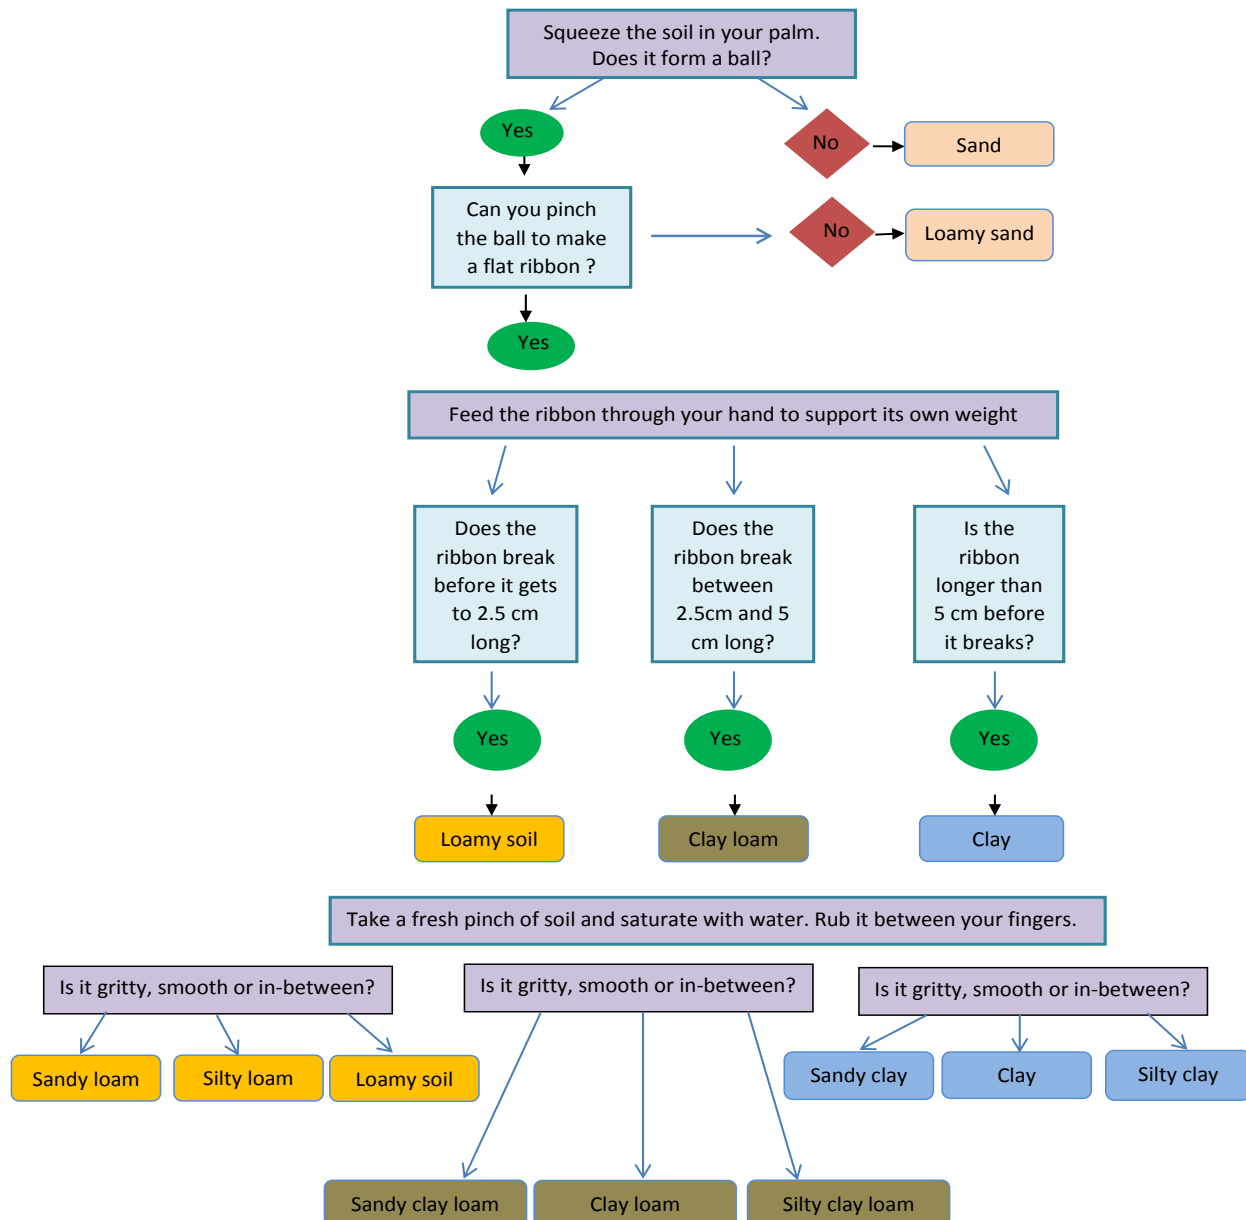 Squeeze the soil in your palm.
Does it form a ball?
Yes
No
Sand
Can you pinch
the ball to make
a flat ribbon ?
No
Loamy sand
Yes
Feed the ribbon through your hand to support its own weight
Does the
ribbon break
before it gets
to 2.5 cm
long?
Does the
ribbon break
between
2.5cm and 5
cm long?
Is the
ribbon
longer than
5 cm before
it breaks?
Yes
Yes
Yes
Loamy soil
Clay loam
Clay
Take a fresh pinch of soil and saturate with water. Rub it between your fingers.
Is it gritty, smooth or in-between?
Is it gritty, smooth or in-between?
Is it gritty, smooth or in-between?
Sandy loam
Silty loam
Loamy soil
Sandy clay
Clay
Silty clay
Sandy clay loam
Clay loam
Silty clay loam